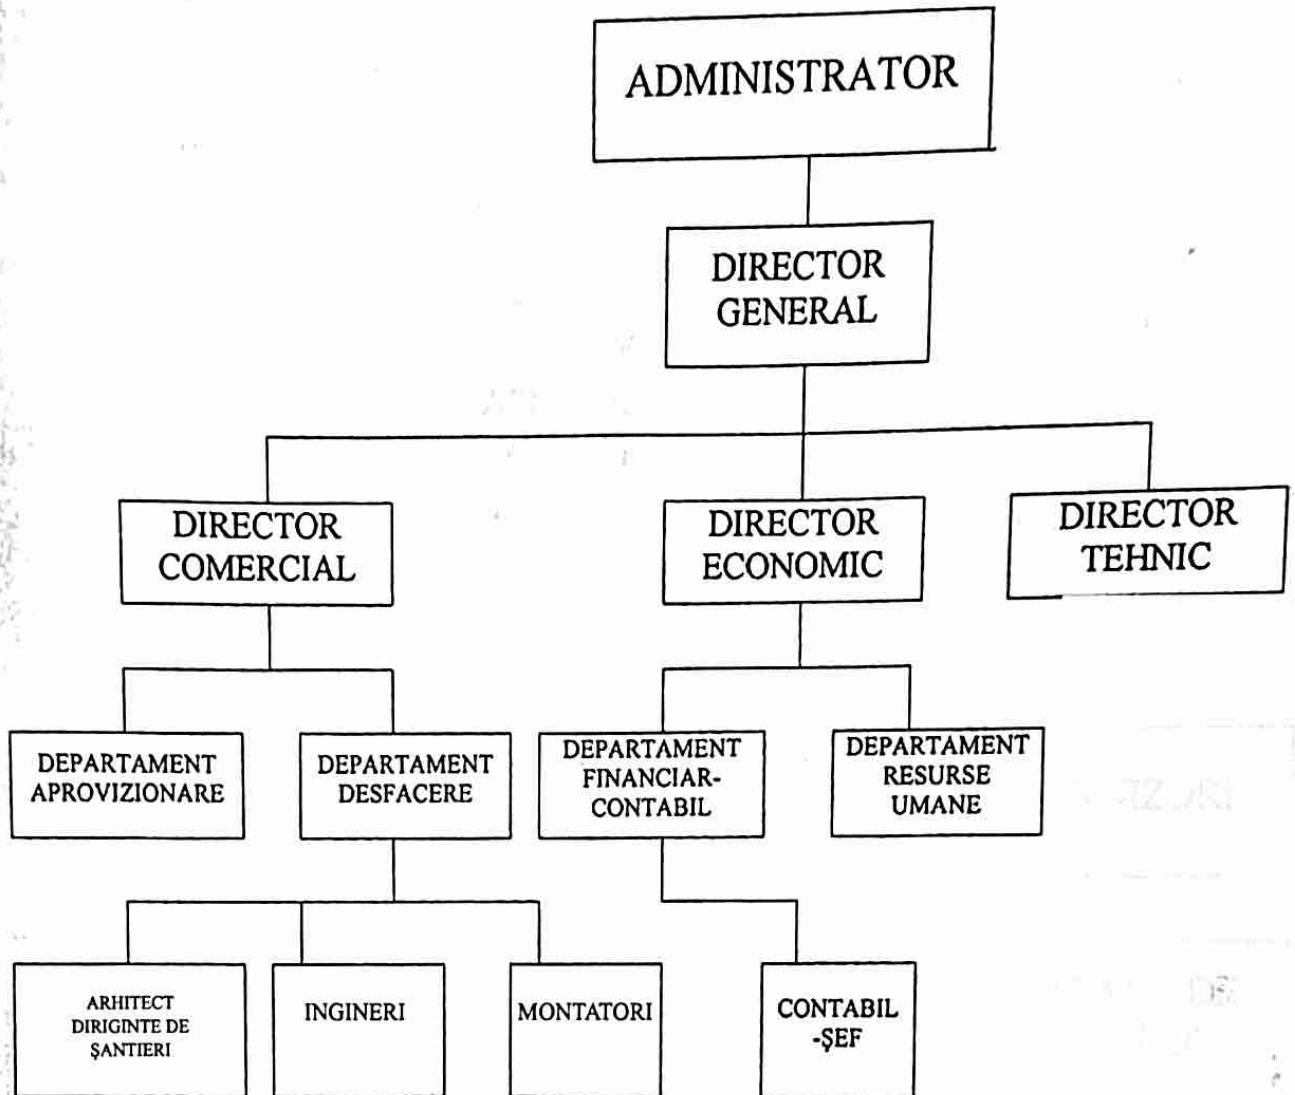 ADMINISTRATOR
DIRECTOR
GENERAL
DIRECTOR
COMERCIAL
DIRECTOR
ECONOMIC
DIRECTOR
TEHNIC
DEPARTAMENT
APROVIZIONARE
DEPARTAMENT
DESFACERE
DEPARTAMENT
FINANCIAR-
CONTABIL
DEPARTAMENT
RESURSE
UMANE
ARHITECT
DIRIGINTE DE
ŞANTIERI
INGINERI
MONTATORI
CONTABIL
-ŞEF